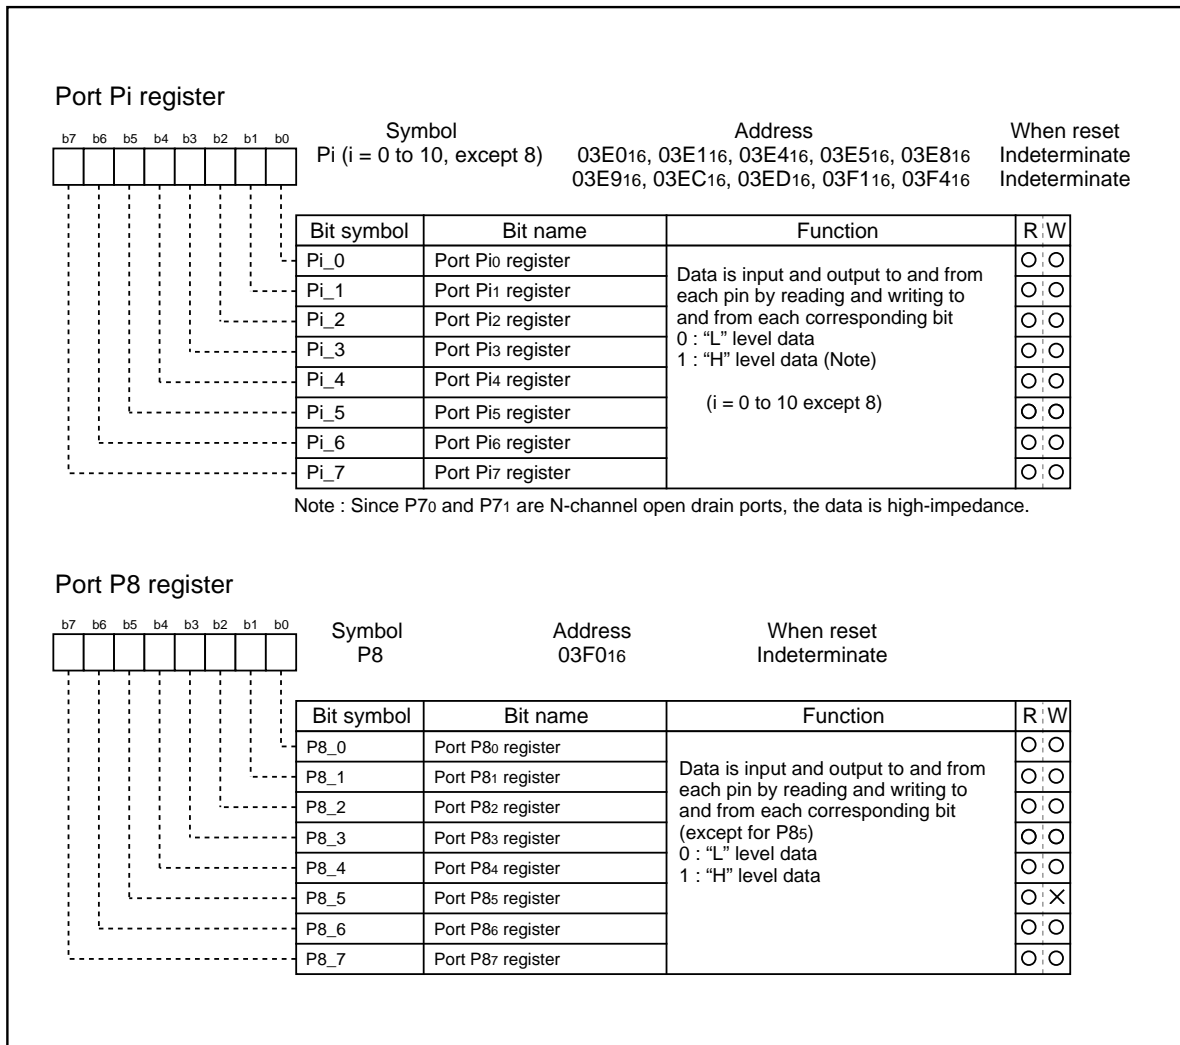 Port Pi register
b7 b6 b5 b4 b3 b2 b1 b0
Symbol Address When reset
Pi (i = 0 to 10, except 8) 03E016, 03E116, 03E416, 03E516, 03E816 Indeterminate
03E916, 03EC16, 03ED16, 03F116, 03F416 Indeterminate
Bit symbol Bit name Function R W
Pi_0 Port Pi0 register
Pi_1 Port Pi1 register
Pi_2 Port Pi2 register
Pi_3 Port Pi3 register
Pi_4 Port Pi4 register
Pi_5 Port Pi5 register
Pi_6 Port Pi6 register
Pi_7 Port Pi7 register
Data is input and output to and from
each pin by reading and writing to
and from each corresponding bit
0 : “L” level data
1 : “H” level data (Note)
(i = 0 to 10 except 8)
Note : Since P70 and P71 are N-channel open drain ports, the data is high-impedance.
Port P8 register
b7 b6 b5 b4 b3 b2 b1 b0
Symbol Address When reset
P8 03F016 Indeterminate
Bit symbol Bit name Function R W
P8_0 Port P80 register
P8_1 Port P81 register
P8_2 Port P82 register
P8_3 Port P83 register
P8_4 Port P84 register
P8_5 Port P85 register
P8_6 Port P86 register
P8_7 Port P87 register
Data is input and output to and from
each pin by reading and writing to
and from each corresponding bit
(except for P85)
0 : “L” level data
1 : “H” level data